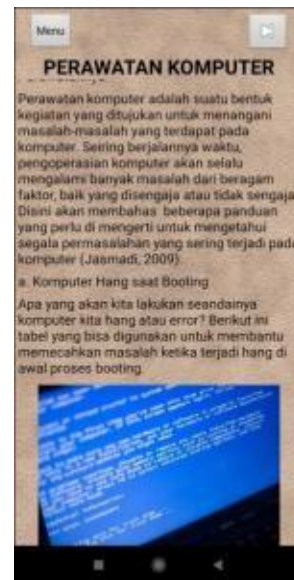 Menu
PERAWATAN KOMPUTER
Perawatan komputer adalah suatu bentuk
kegiatan yang ditujukan untuk menangani
masalah-masalah yang terdapat pada
komputer. Seiring berjalannya waktu,
pengoperasian komputer akan selalu
mengalami banyak masalah dari beragam
faktor, baik yang disengaja atau tidak sengaja
Disini akan membahas beberapa panduan
yang perlu di mengerti untuk mengetahui
segala permasalahan yang sering terjadi pada
komputer (Jasmadi, 2009).
a. Komputer Hang saat Booting
Apa yang akan kita lakukan seandainya
komputer kita hang atau error? Berikut ini
tabel yang bisa digunakan untuk membantu
memecahkan masalah ketika terjadi hang di
awal proses booting.